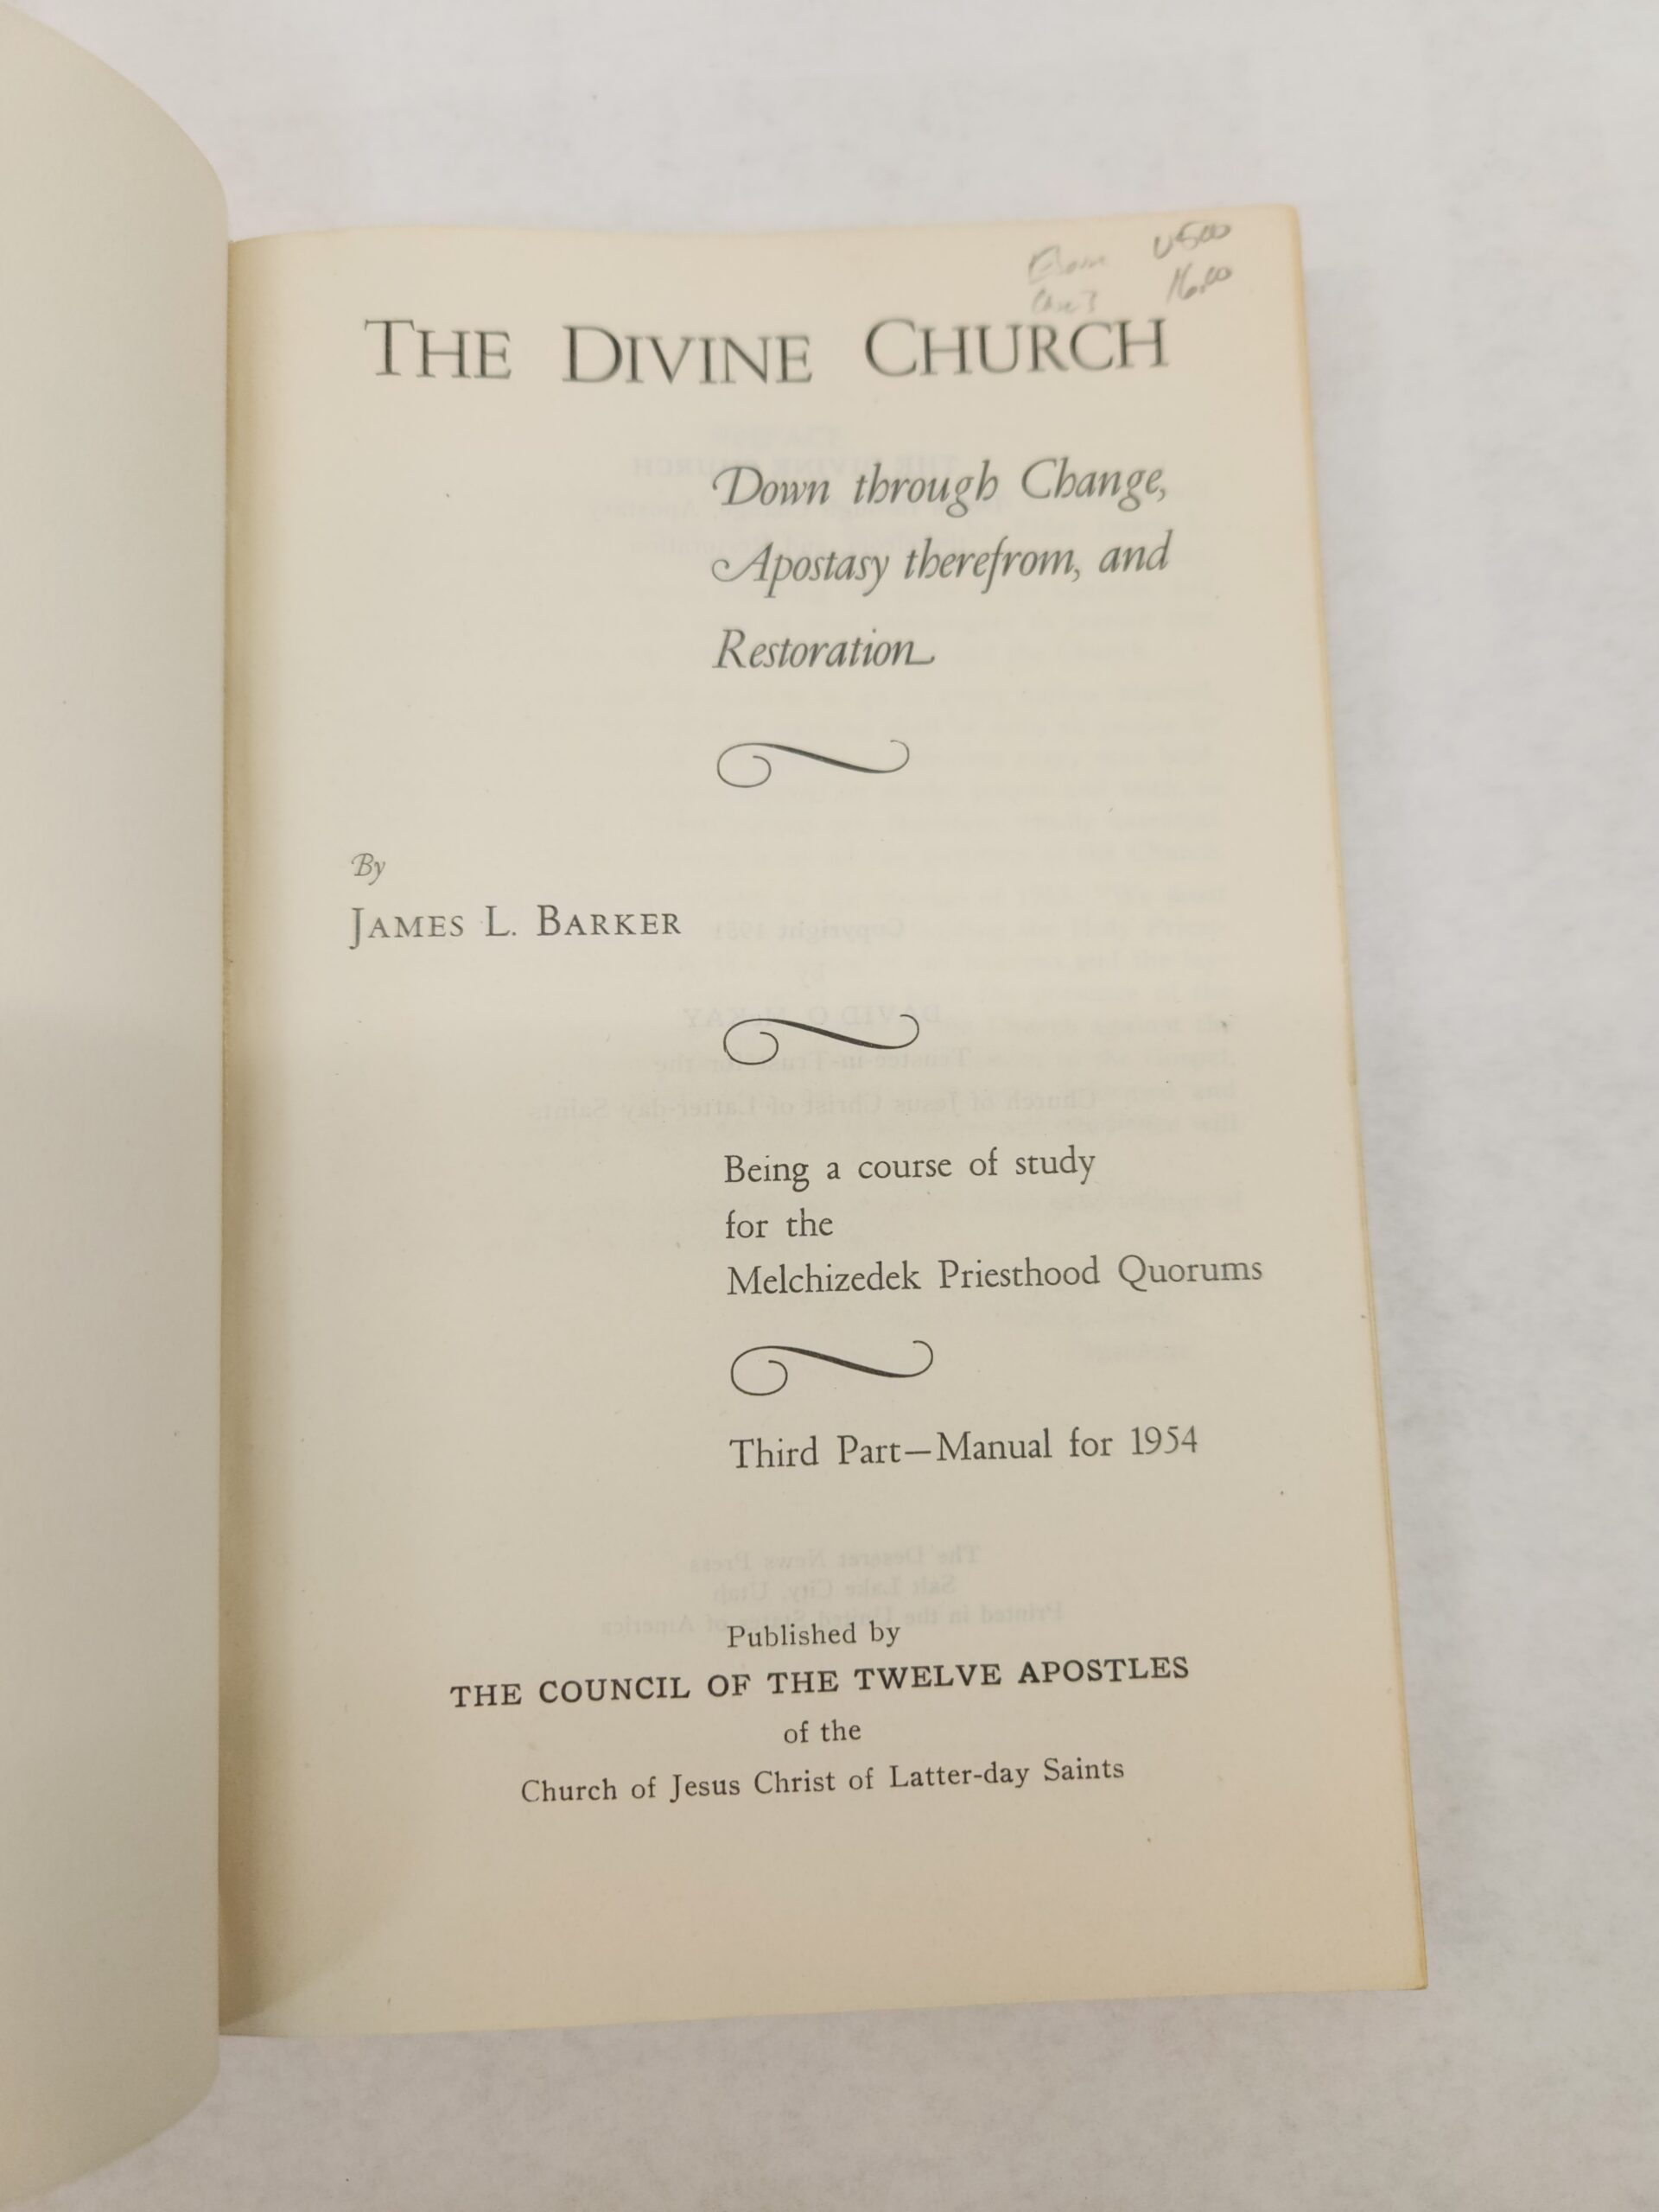 16.00
THE DIVINE CHURCH
Down through Change,
Apostasy therefrom, and
Restoration
By
JAMES L. BARKER
Being a course of study
for the
Melchizedek Priesthood Quorums
Third Part—Manual for 1954
Published by
THE COUNCIL OF THE TWELVE APOSTLES
of the
Church of Jesus Christ of Latter-day Saints